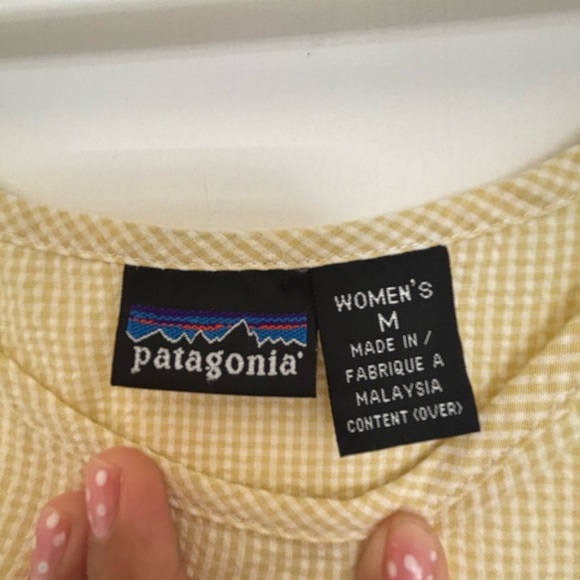 patagonia®
WOMEN'S
M
MADE IN /
FABRIQUE A
MALAYSIA
CONTENT (OVER)